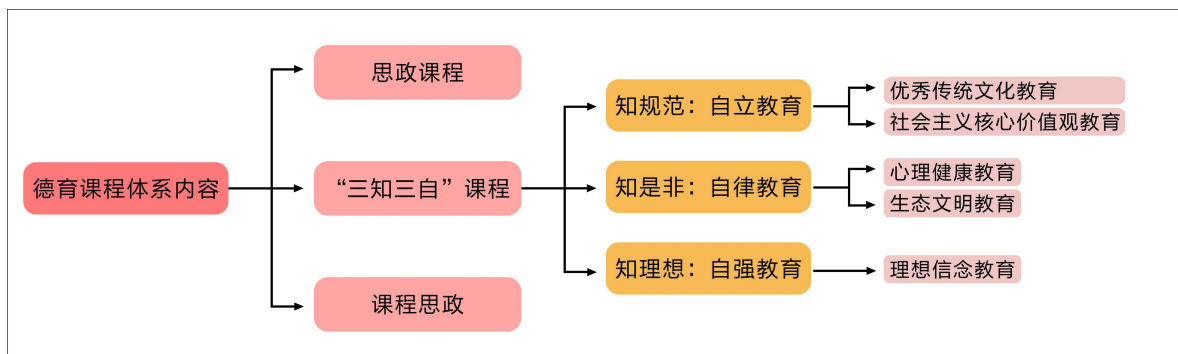 德育课程体系内容
思政课程
“三知三自”课程
课程思政
知规范：自立教育
知是非：自律教育
知理想：自强教育
优秀传统文化教育
社会主义核心价值观教育
心理健康教育
生态文明教育
理想信念教育